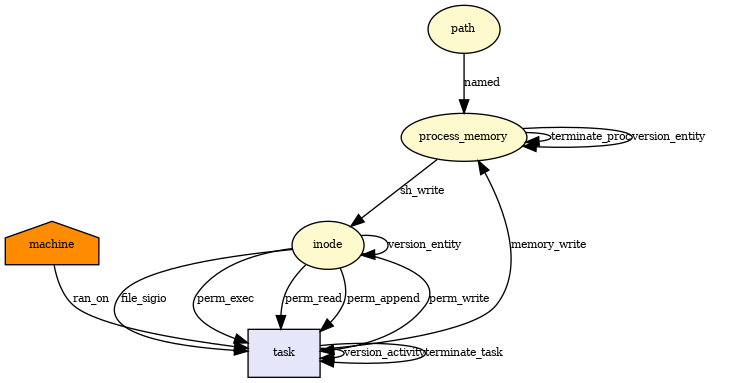 path
named
process_memory
terminate_proc
version_entity
sh_write
machine
inode
version_entity
memory_write
ran_on
file_sigio
perm_exec
perm_read
perm_append
perm_write
task
version_activity
terminate_task